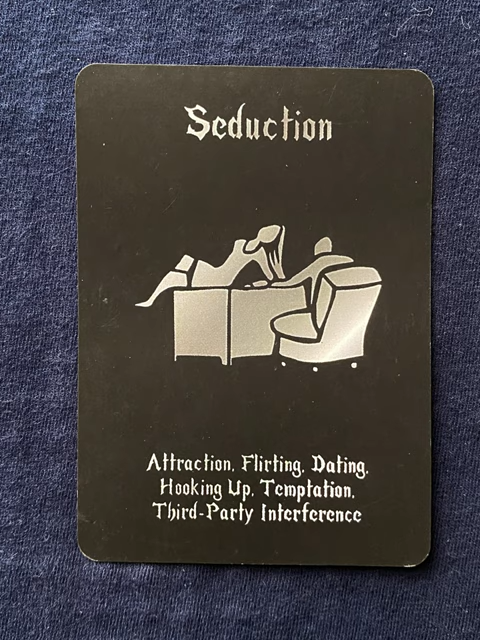 Seduction
Attraction, Flirting, Dating,
Hooking Up, Temptation,
Third-Party Interference